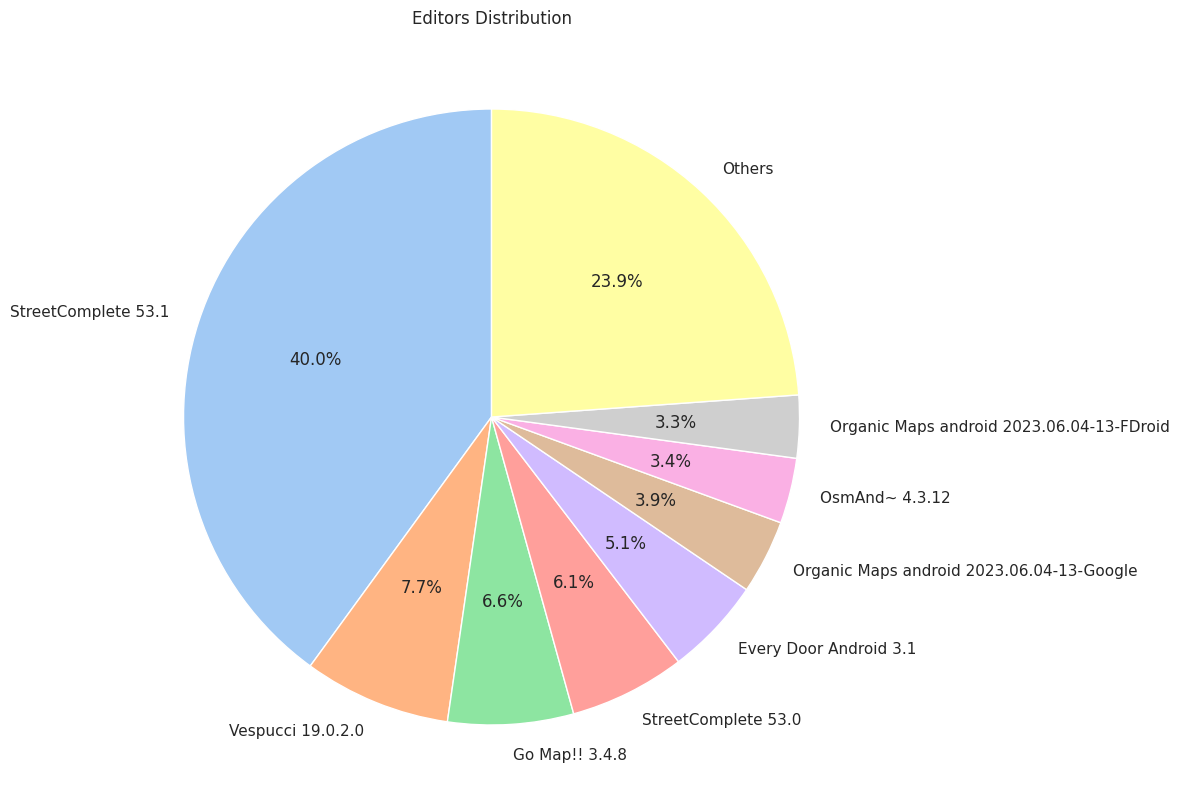 Editors Distribution
Others
23.9%
StreetComplete 53.1
40.0%
3.3%
Organic Maps android 2023.06.04-13-FDroid
3.4%
OsmAnd~ 4.3.12
3.9%
Organic Maps android 2023.06.04-13-Google
5.1%
Every Door Android 3.1
6.1%
StreetComplete 53.0
6.6%
Go Map!! 3.4.8
7.7%
Vespucci 19.0.2.0